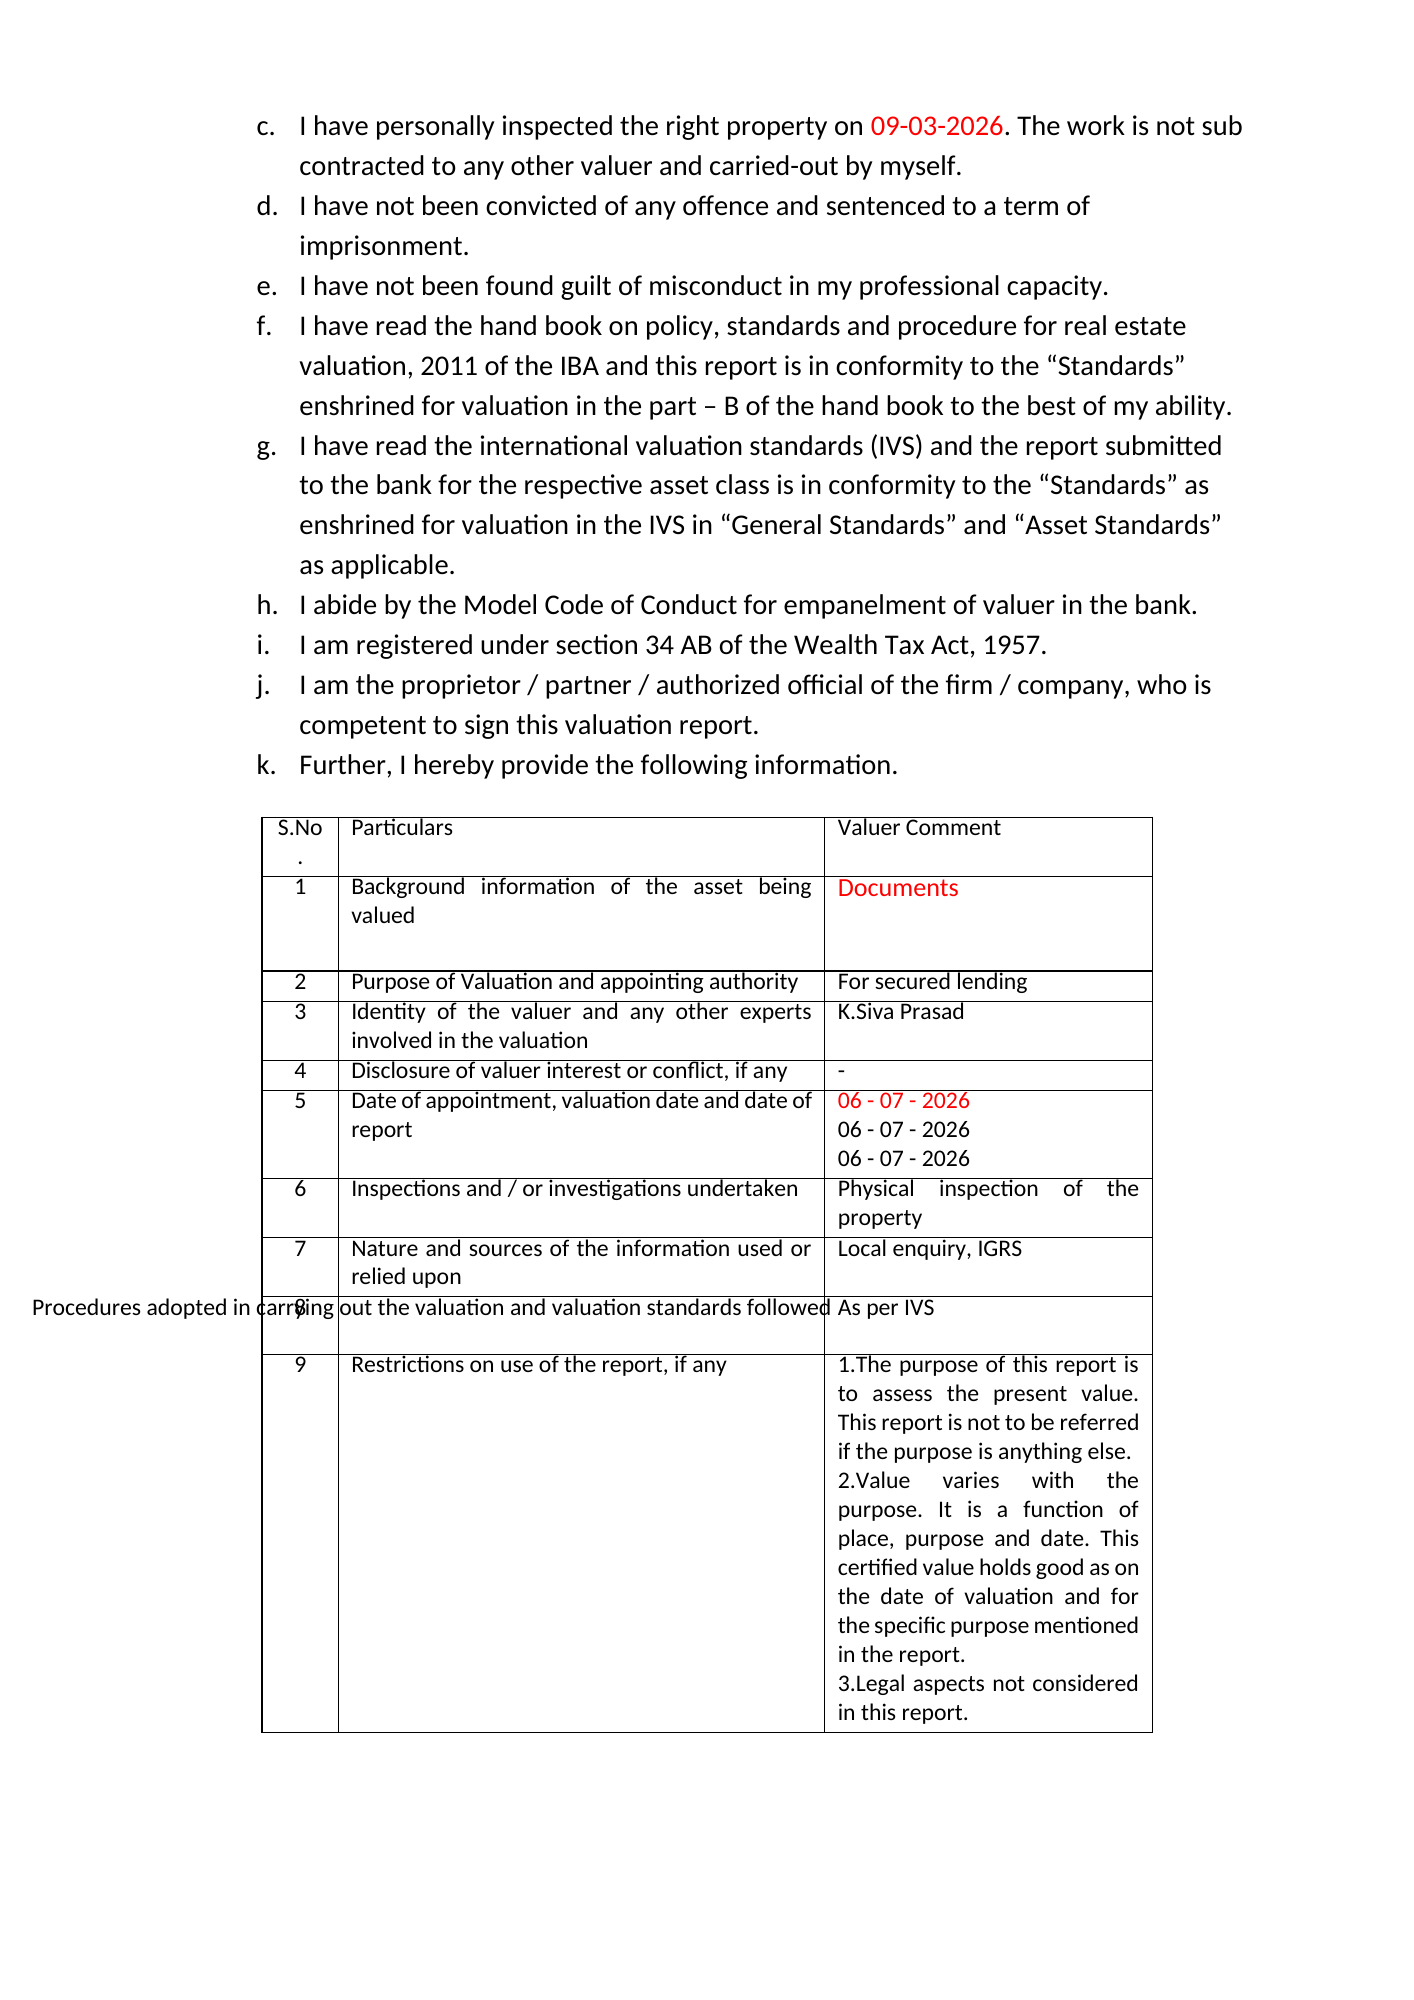 c. I have personally inspected the right property on 09-03-2026. The work is not sub
contracted to any other valuer and carried-out by myself.
d. I have not been convicted of any offence and sentenced to a term of
imprisonment.
e. I have not been found guilt of misconduct in my professional capacity.
f. I have read the hand book on policy, standards and procedure for real estate
valuation, 2011 of the IBA and this report is in conformity to the “Standards”
enshrined for valuation in the part – B of the hand book to the best of my ability.
g. I have read the international valuation standards (IVS) and the report submitted
to the bank for the respective asset class is in conformity to the “Standards” as
enshrined for valuation in the IVS in “General Standards” and “Asset Standards”
as applicable.
h. I abide by the Model Code of Conduct for empanelment of valuer in the bank.
i. I am registered under section 34 AB of the Wealth Tax Act, 1957.
j. I am the proprietor / partner / authorized official of the firm / company, who is
competent to sign this valuation report.
k. Further, I hereby provide the following information.
S.No Particulars Valuer Comment
.
1 Background information of the asset being Documents
valued
2 Purpose of Valuation and appointing authority For secured lending
3 Identity of the valuer and any other experts K.Siva Prasad
involved in the valuation
4 Disclosure of valuer interest or conflict, if any -
5 Date of appointment, valuation date and date of 06 - 07 - 2026
report 06 - 07 - 2026
06 - 07 - 2026
6 Inspections and / or investigations undertaken Physical inspection of the
property
7 Nature and sources of the information used or Local enquiry, IGRS
relied upon
8 Procedures adopted in carrying out the valuation and valuation standards followed As per IVS
9 Restrictions on use of the report, if any 1.The purpose of this report is
to assess the present value.
This report is not to be referred
if the purpose is anything else.
2.Value varies with the
purpose. It is a function of
place, purpose and date. This
certified value holds good as on
the date of valuation and for
the specific purpose mentioned
in the report.
3.Legal aspects not considered
in this report.